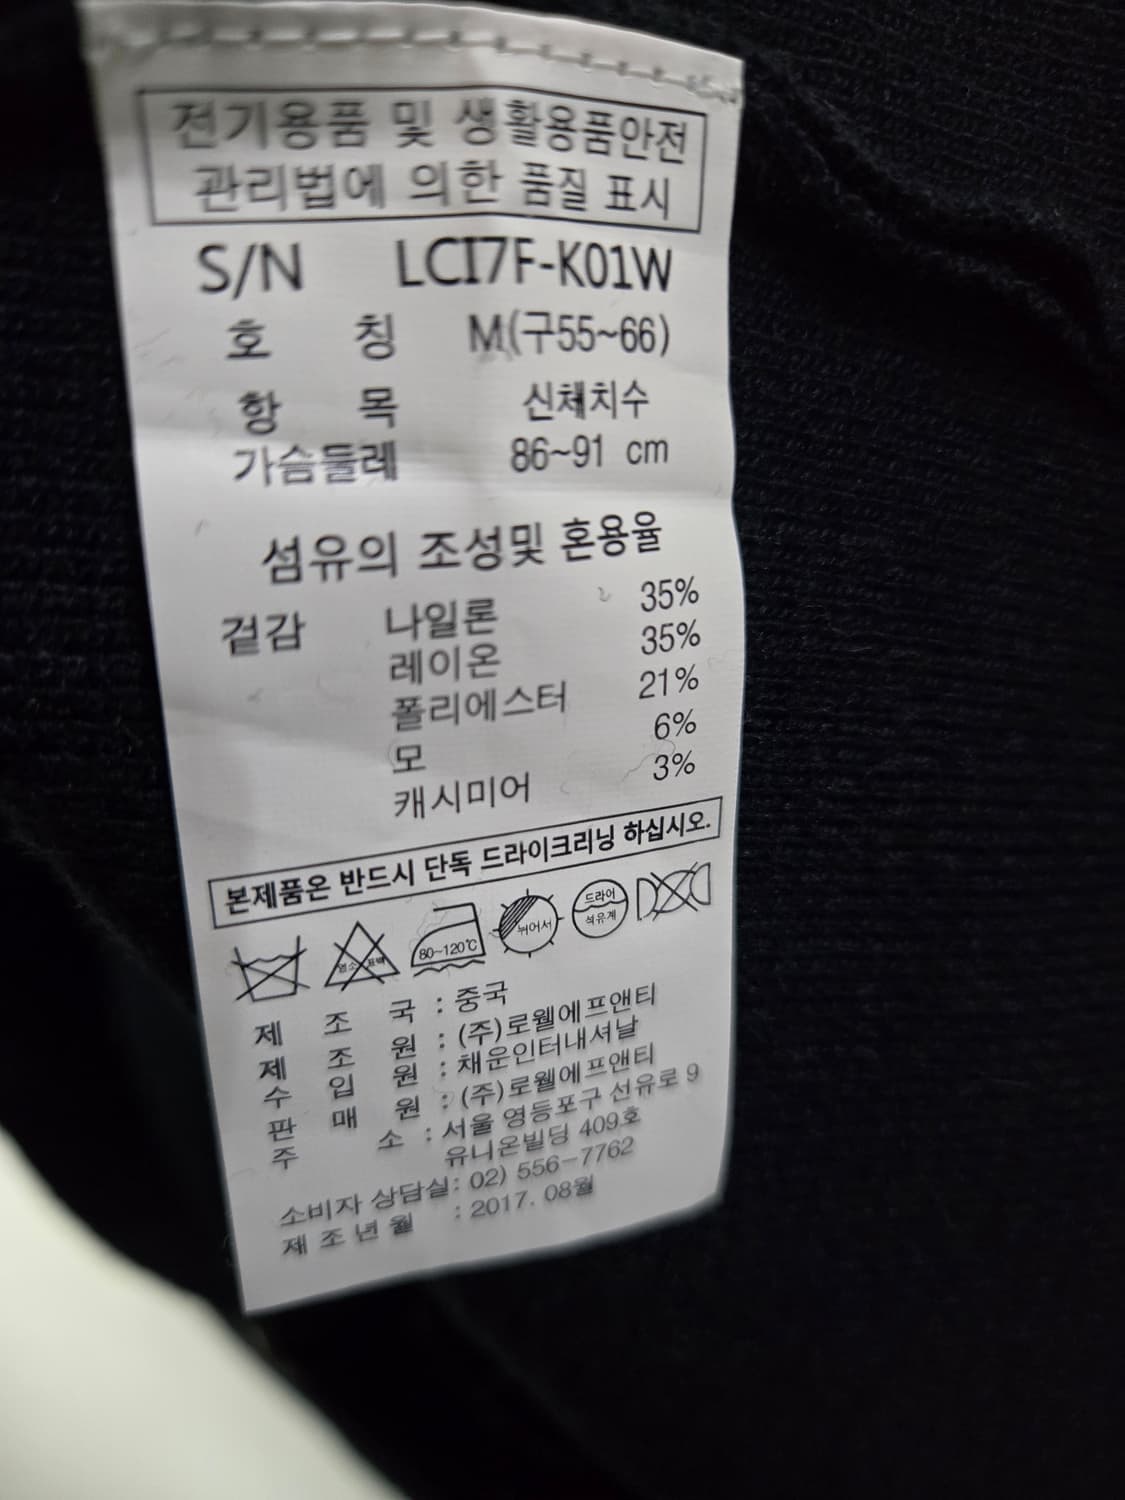 전기용품 및 생활용품안전
관리법에 의한 품질 표시
S/N LCI7F-K01W
호 칭 M(구55~66)
항 목 신체치수
가슴둘레 86~91 cm
섬유의 조성및 혼용율
겉감 나일론 35%
레이온 35%
폴리에스터 21%
모 6%
캐시미어 3%
본제품은 반드시 단독 드라이크리닝 하십시오.
염소 표백 80~120℃ 뉘어서 드라이 석유계
제 조 국 : 중국
제 조 원 : (주)로웰에프앤티
수 입 원 : 채운인터내셔날
판 매 원 : (주)로웰에프앤티
주 소 : 서울 영등포구 선유로 9
유니온빌딩 409호
소비자 상담실: 02) 556-7762
제 조 년 월 : 2017. 08월